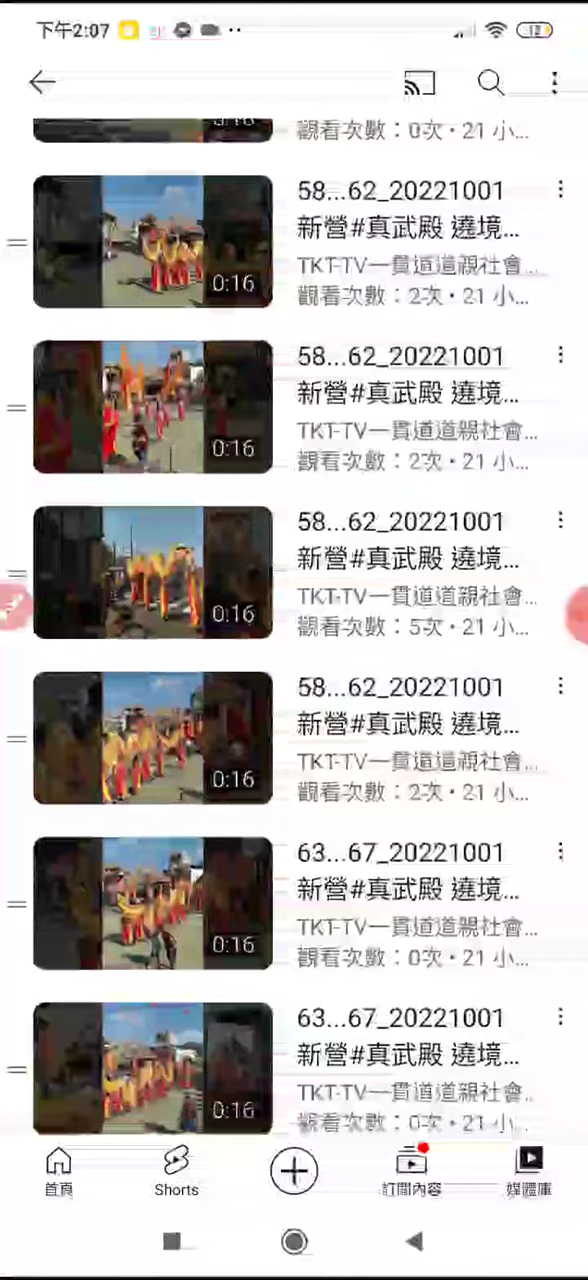 下午2:07
12
觀看次數：0次・21 小...
58...62_20221001
新營#真武殿 遶境...
TKT-TV一貫道道親社會...
觀看次數：2次・21 小...
0:16
58...62_20221001
新營#真武殿 遶境...
TKT-TV一貫道道親社會...
觀看次數：2次・21 小...
0:16
58...62_20221001
新營#真武殿 遶境...
TKT-TV一貫道道親社會...
觀看次數：5次・21 小...
0:16
58...62_20221001
新營#真武殿 遶境...
TKT-TV一貫道道親社會...
觀看次數：2次・21 小...
0:16
63...67_20221001
新營#真武殿 遶境...
TKT-TV一貫道道親社會...
觀看次數：0次・21 小...
0:16
63...67_20221001
新營#真武殿 遶境...
TKT-TV一貫道道親社會...
觀看次數：0次・21 小...
0:16
首頁
Shorts
訂閱內容
媒體庫